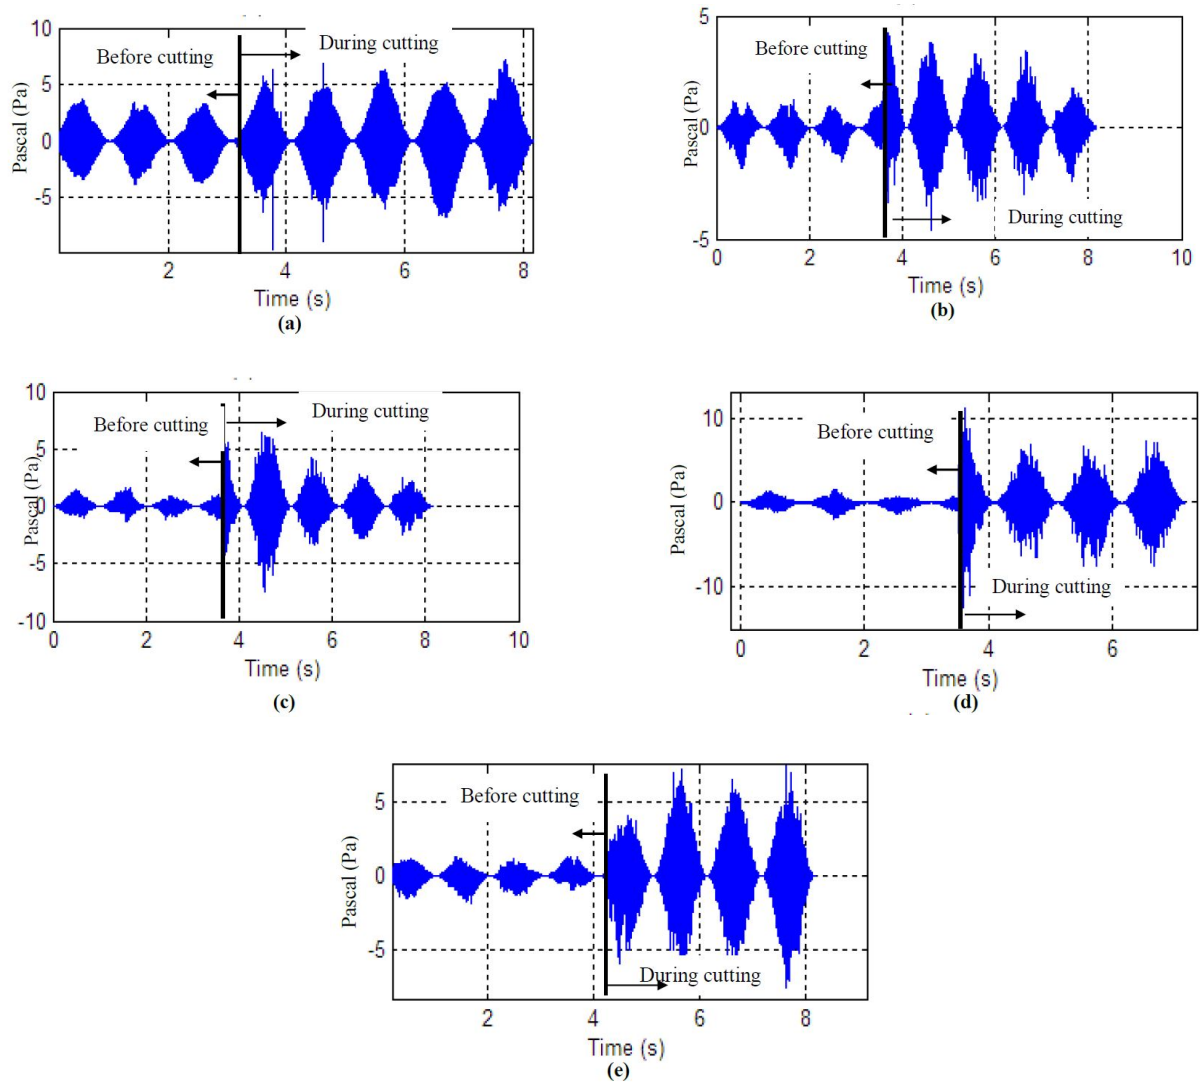 10
5
0
-5
Pascal (Pa)
Before cutting
During cutting
2
4
6
8
Time (s)
(a)
5
0
-5
Pascal (Pa)
Before cutting
During cutting
0
2
4
6
8
10
Time (s)
(b)
10
5
0
-5
-10
Pascal (Pa)
Before cutting
During cutting
0
2
4
6
8
10
Time (s)
(c)
10
0
-10
Pascal (Pa)
Before cutting
During cutting
0
2
4
6
Time (s)
(d)
5
0
-5
Pascal (Pa)
Before cutting
During cutting
2
4
6
8
Time (s)
(e)